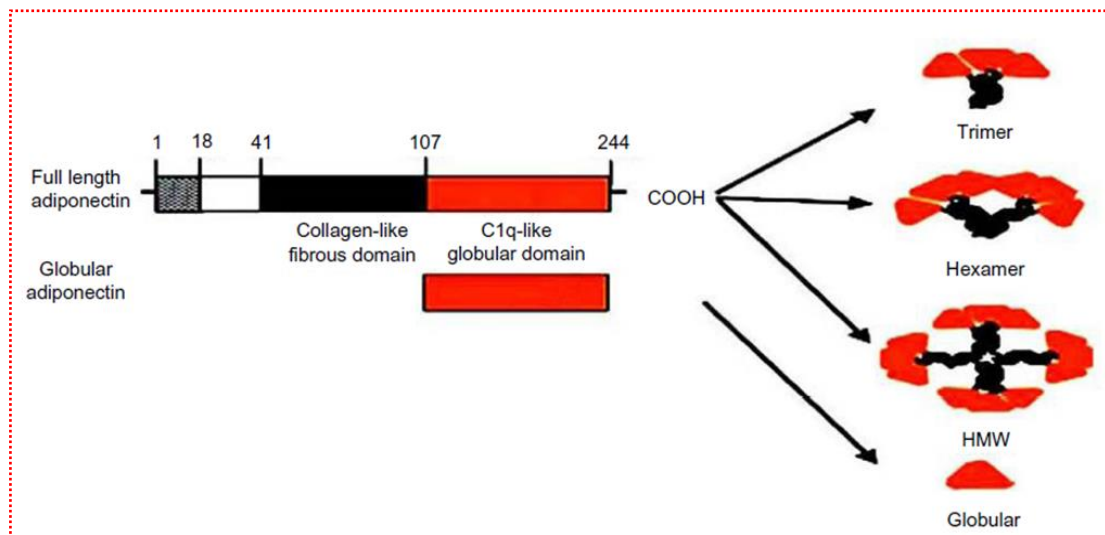 1 18 41 107 244
Full length
adiponectin
COOH
Collagen-like
fibrous domain
C1q-like
globular domain
Globular
adiponectin
Trimer
Hexamer
HMW
Globular